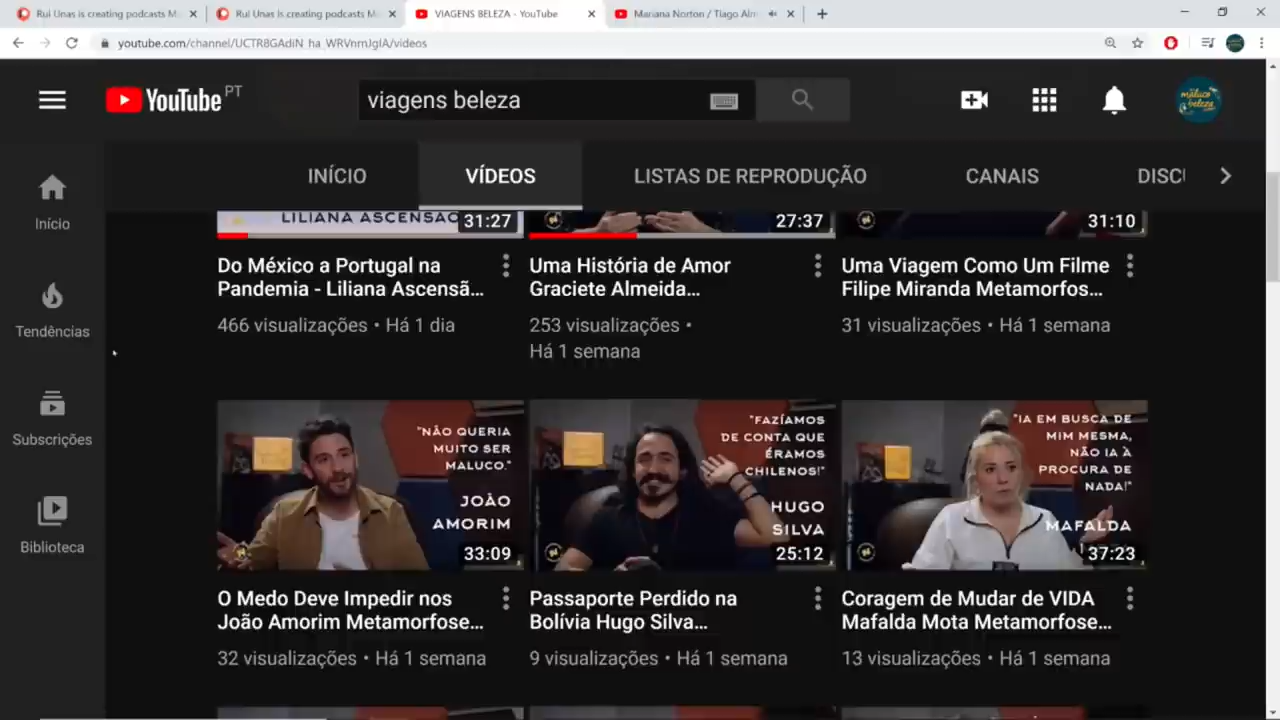 Rui Unas is creating podcasts M
Rui Unas is creating podcasts M
VIAGENS BELEZA - YouTube
Mariana Norton / Tiago Alm
youtube.com/channel/UCTR8GAdiN_ha_WRVnmJgIA/videos
YouTube PT
viagens beleza
maluco beleza
INÍCIO
VÍDEOS
LISTAS DE REPRODUÇÃO
CANAIS
DISCU
Início
Tendências
Subscrições
Biblioteca
LILIANA ASCENSÃO
31:27
27:37
31:10
Do México a Portugal na
Pandemia - Liliana Ascensã...
466 visualizações • Há 1 dia
Uma História de Amor
Graciete Almeida...
253 visualizações •
Há 1 semana
Uma Viagem Como Um Filme
Filipe Miranda Metamorfos...
31 visualizações • Há 1 semana
"NÃO QUERIA
MUITO SER
MALUCO."
JOÃO
AMORIM
33:09
"FAZÍAMOS
DE CONTA QUE
ÉRAMOS
CHILENOS!"
HUGO
SILVA
25:12
"IA EM BUSCA DE
MIM MESMA,
NÃO IA À
PROCURA DE
NADA!"
MAFALDA
37:23
O Medo Deve Impedir nos
João Amorim Metamorfose...
32 visualizações • Há 1 semana
Passaporte Perdido na
Bolívia Hugo Silva...
9 visualizações • Há 1 semana
Coragem de Mudar de VIDA
Mafalda Mota Metamorfose...
13 visualizações • Há 1 semana